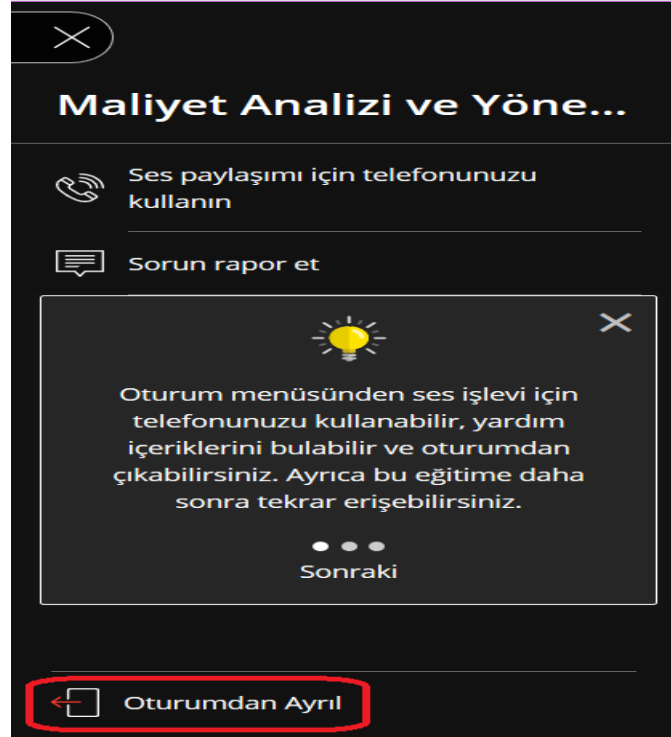 Maliyet Analizi ve Yöne...
Ses paylaşımı için telefonunuzu
kullanın
Sorun rapor et
Oturum menüsünden ses işlevi için
telefonunuzu kullanabilir, yardım
içeriklerini bulabilir ve oturumdan
çıkabilirsiniz. Ayrıca bu eğitime daha
sonra tekrar erişebilirsiniz.
Sonraki
Oturumdan Ayrıl